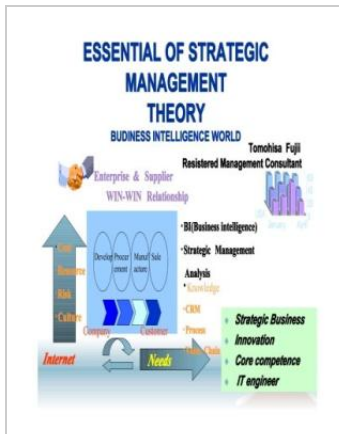 ESSENTIAL OF STRATEGIC
MANAGEMENT
THEORY
BUDINESS INTELLIGENCE WORLD
Tomohisa Fujii
Resistered Management Consultant
Enterprise & Supplier
WIN-WIN Relationship
・BI(Business intelligence)
・Strategic Management
Analysis
・Knowledge
・CRM
・Process
Chain
Develop
Procur
ement
Manuf
acture
Sale
Resource
Risk
・Culture
Company
Customer
Internet
Needs
Strategic Business
Innovation
Core competence
IT engineer